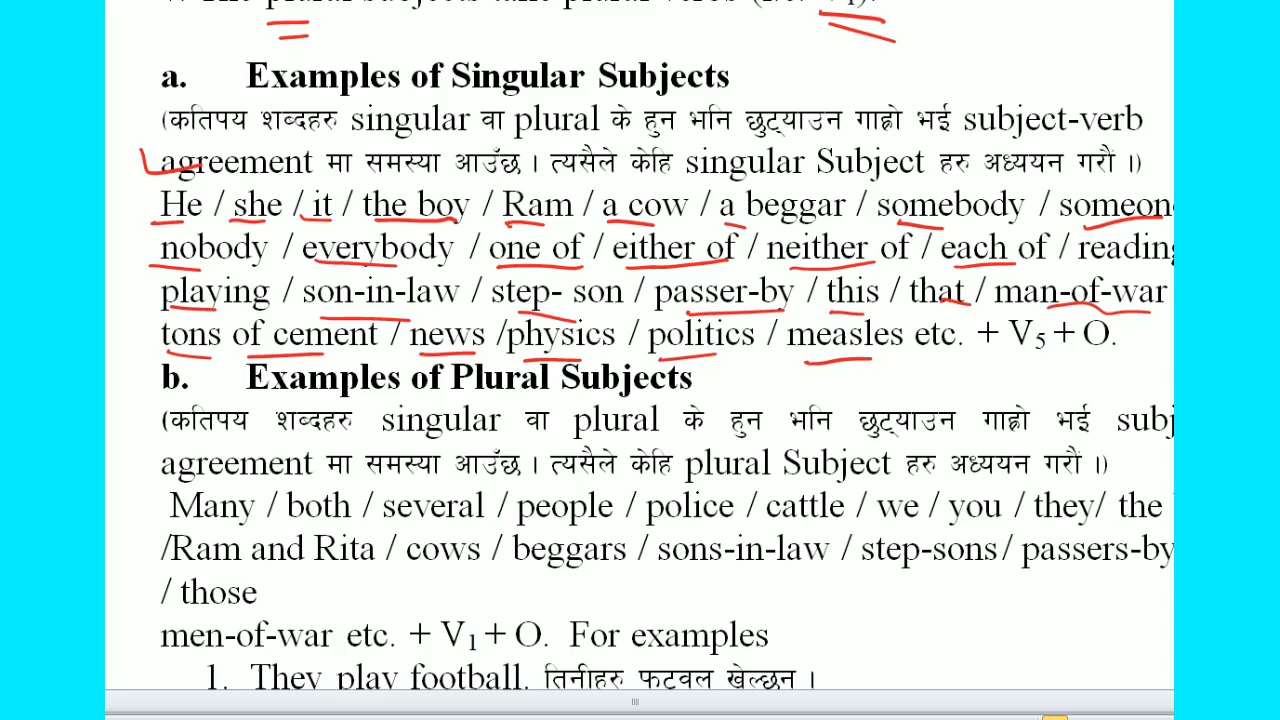 plural subjects take plural verbs
a. Examples of Singular Subjects
(कतिपय शब्दहरु singular वा plural के हुन भनि छुट्याउन गाह्रो भई subject-verb
agreement मा समस्या आउँछ । त्यसैले केहि singular Subject हरु अध्ययन गरौं ।)
He / she / it / the boy / Ram / a cow / a beggar / somebody / someon
nobody / everybody / one of / either of / neither of / each of / reading
playing / son-in-law / step- son / passer-by / this / that / man-of-war
tons of cement / news /physics / politics / measles etc. + V5 + O.
b. Examples of Plural Subjects
(कतिपय शब्दहरु singular वा plural के हुन भनि छुट्याउन गाह्रो भई subj
agreement मा समस्या आउँछ । त्यसैले केहि plural Subject हरु अध्ययन गरौं ।)
Many / both / several / people / police / cattle / we / you / they/ the
/Ram and Rita / cows / beggars / sons-in-law / step-sons / passers-by
/ those
men-of-war etc. + V1 + O. For examples
1. They play football. तिनीहरु फुटवल खेल्छन् ।